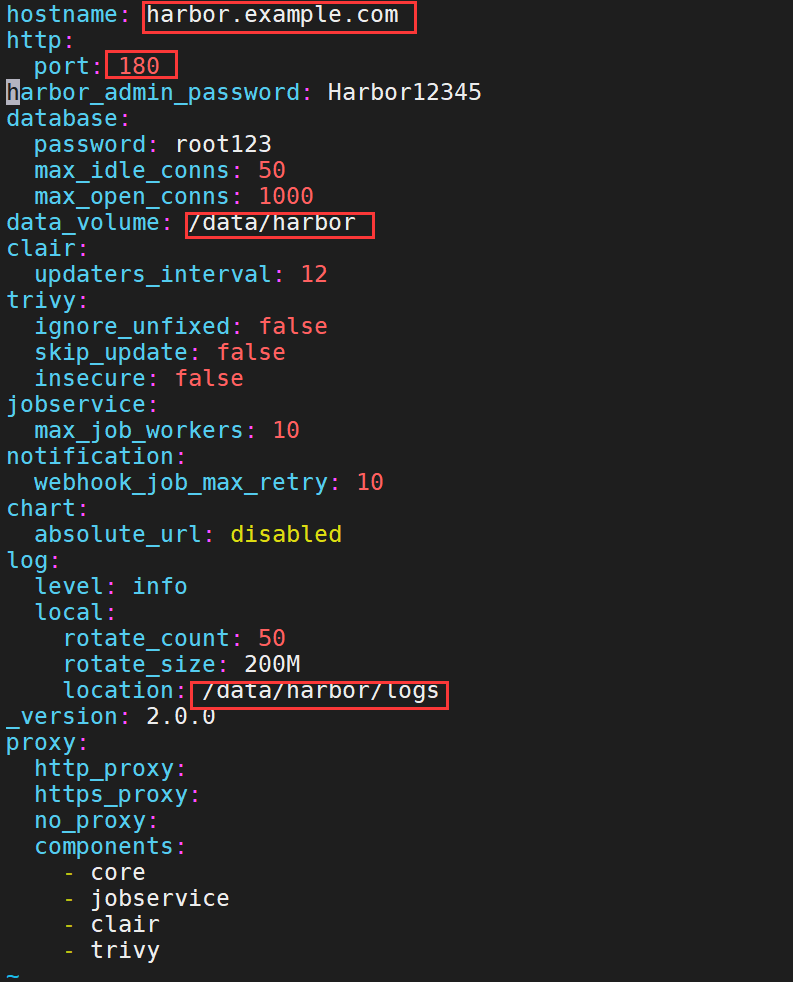 hostname: harbor.example.com
http:
  port: 180
harbor_admin_password: Harbor12345
database:
  password: root123
  max_idle_conns: 50
  max_open_conns: 1000
data_volume: /data/harbor
clair:
  updaters_interval: 12
trivy:
  ignore_unfixed: false
  skip_update: false
  insecure: false
jobservice:
  max_job_workers: 10
notification:
  webhook_job_max_retry: 10
chart:
  absolute_url: disabled
log:
  level: info
  local:
    rotate_count: 50
    rotate_size: 200M
    location: /data/harbor/logs
_version: 2.0.0
proxy:
  http_proxy:
  https_proxy:
  no_proxy:
  components:
    - core
    - jobservice
    - clair
    - trivy
~